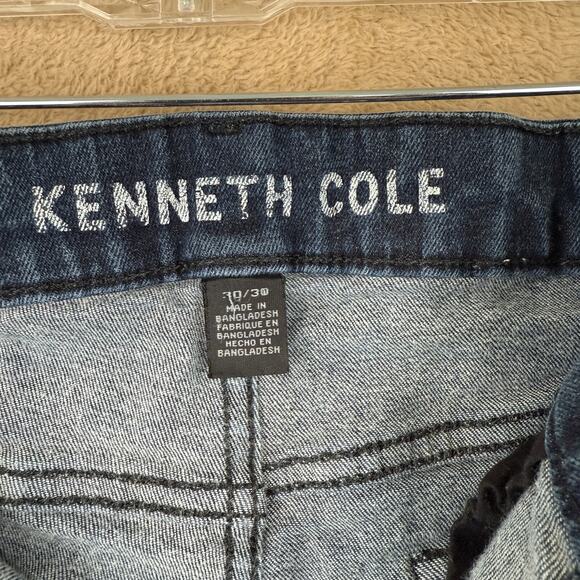 KENNETH COLE
30/30
MADE IN
BANGLADESH
FABRIQUE EN
BANGLADESH
HECHO EN
BANGLADESH